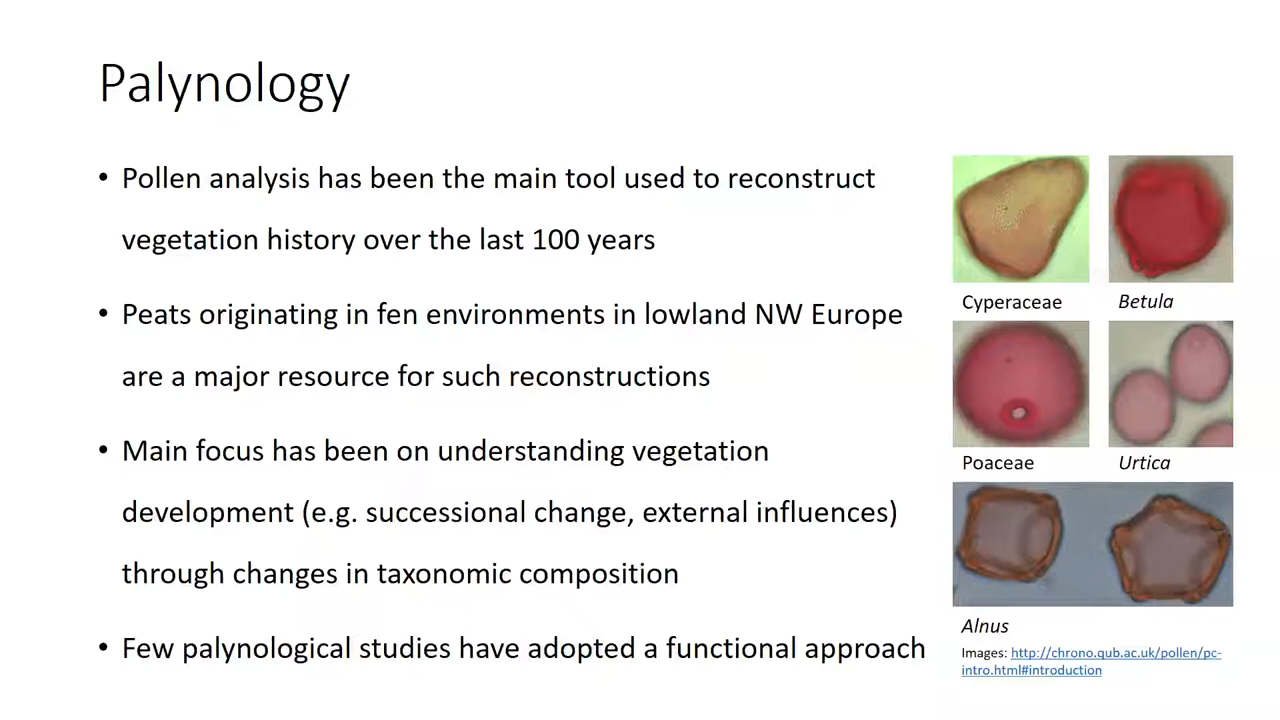 Palynology
• Pollen analysis has been the main tool used to reconstruct
vegetation history over the last 100 years
• Peats originating in fen environments in lowland NW Europe
are a major resource for such reconstructions
• Main focus has been on understanding vegetation
development (e.g. successional change, external influences)
through changes in taxonomic composition
• Few palynological studies have adopted a functional approach
Cyperaceae
Betula
Poaceae
Urtica
Alnus
Images: http://chrono.qub.ac.uk/pollen/pc-
intro.html#introduction